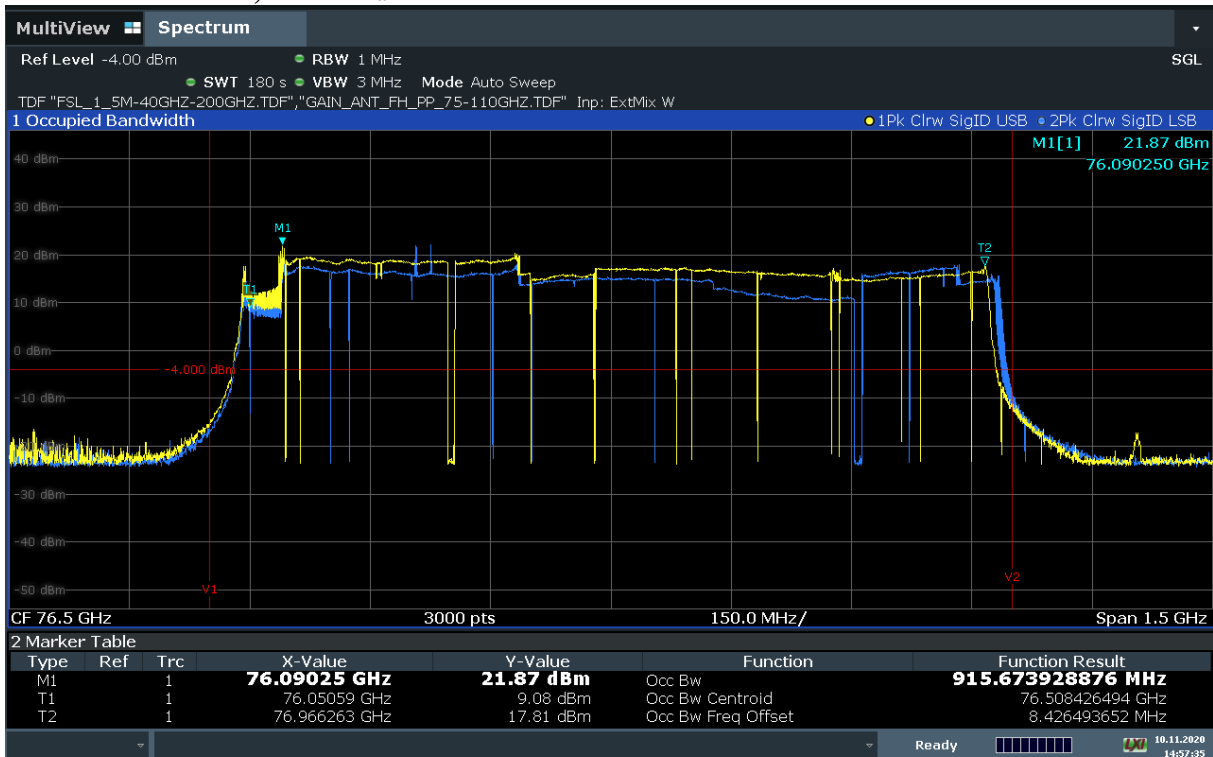 MultiView Spectrum
Ref Level -4.00 dBm RBW 1 MHz SGL
SWT 180 s VBW 3 MHz Mode Auto Sweep
TDF "FSL_1_5M-40GHZ-200GHZ.TDF","GAIN_ANT_FH_PP_75-110GHZ.TDF" Inp: ExtMix W
1 Occupied Bandwidth 1Pk Clrw SigID USB 2Pk Clrw SigID LSB
M1[1] 21.87 dBm
76.090250 GHz
40 dBm
30 dBm
M1
20 dBm
T2
T1
10 dBm
0 dBm
-4.000 dBm
-10 dBm
-30 dBm
-40 dBm
V2
-50 dBm V1
CF 76.5 GHz 3000 pts 150.0 MHz/ Span 1.5 GHz
2 Marker Table
Type Ref Trc X-Value Y-Value Function Function Result
M1 1 76.09025 GHz 21.87 dBm Occ Bw 915.673928876 MHz
T1 1 76.05059 GHz 9.08 dBm Occ Bw Centroid 76.508426494 GHz
T2 1 76.966263 GHz 17.81 dBm Occ Bw Freq Offset 8.426493652 MHz
Ready LXI 10.11.2020
14:57:35